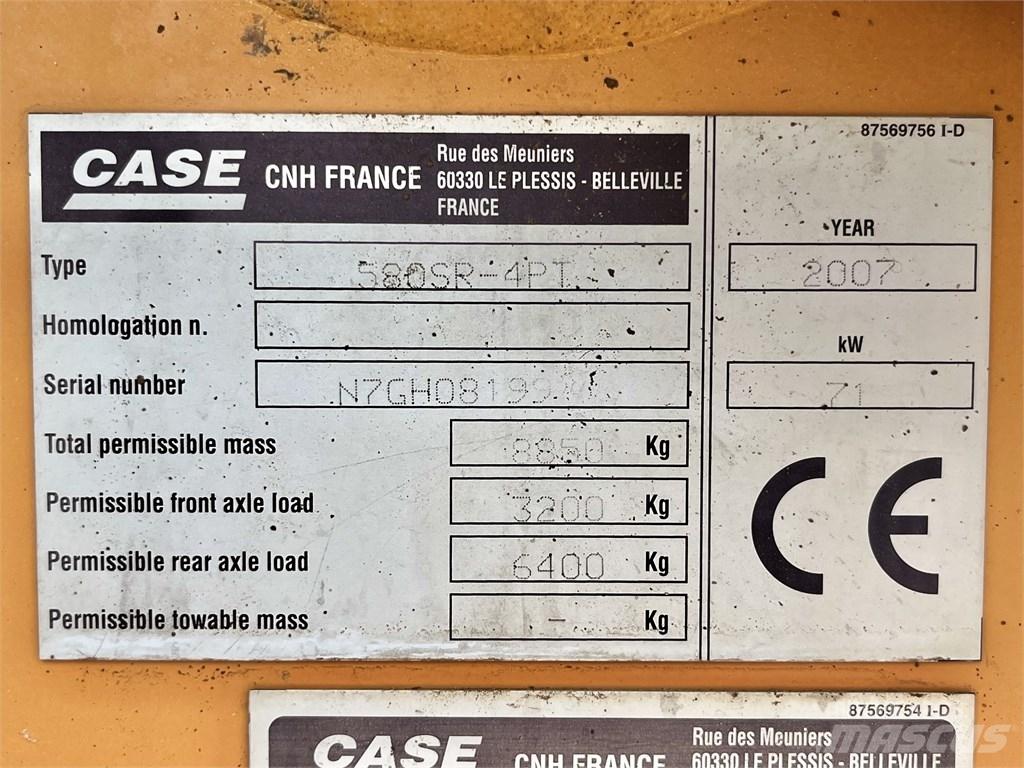 87569756 I-D
CASE CNH FRANCE
Rue des Meuniers
60330 LE PLESSIS - BELLEVILLE
FRANCE
YEAR
Type 580SR-4PT 2007
Homologation n.
kW
Serial number 71
Total permissible mass 8850 Kg
Permissible front axle load 3200 Kg
Permissible rear axle load 6400 Kg
Permissible towable mass - Kg
CE
87569754 I-D
CASE CNH FRANCE
Rue des Meuniers
60330 LE PLESSIS - BELLEVILLE
MASCUS